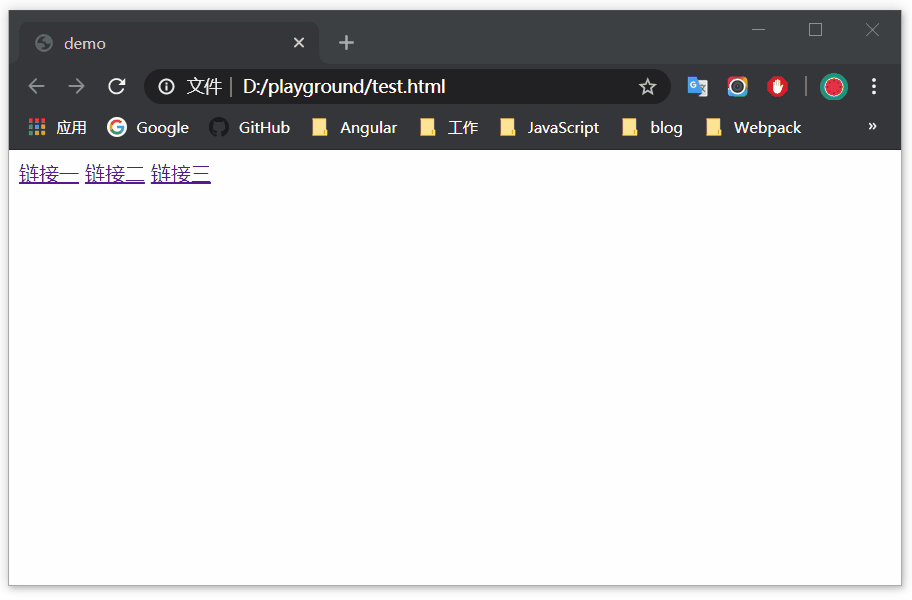 demo
文件 D:/playground/test.html
应用 Google GitHub Angular 工作 JavaScript blog Webpack »
链接一 链接二 链接三